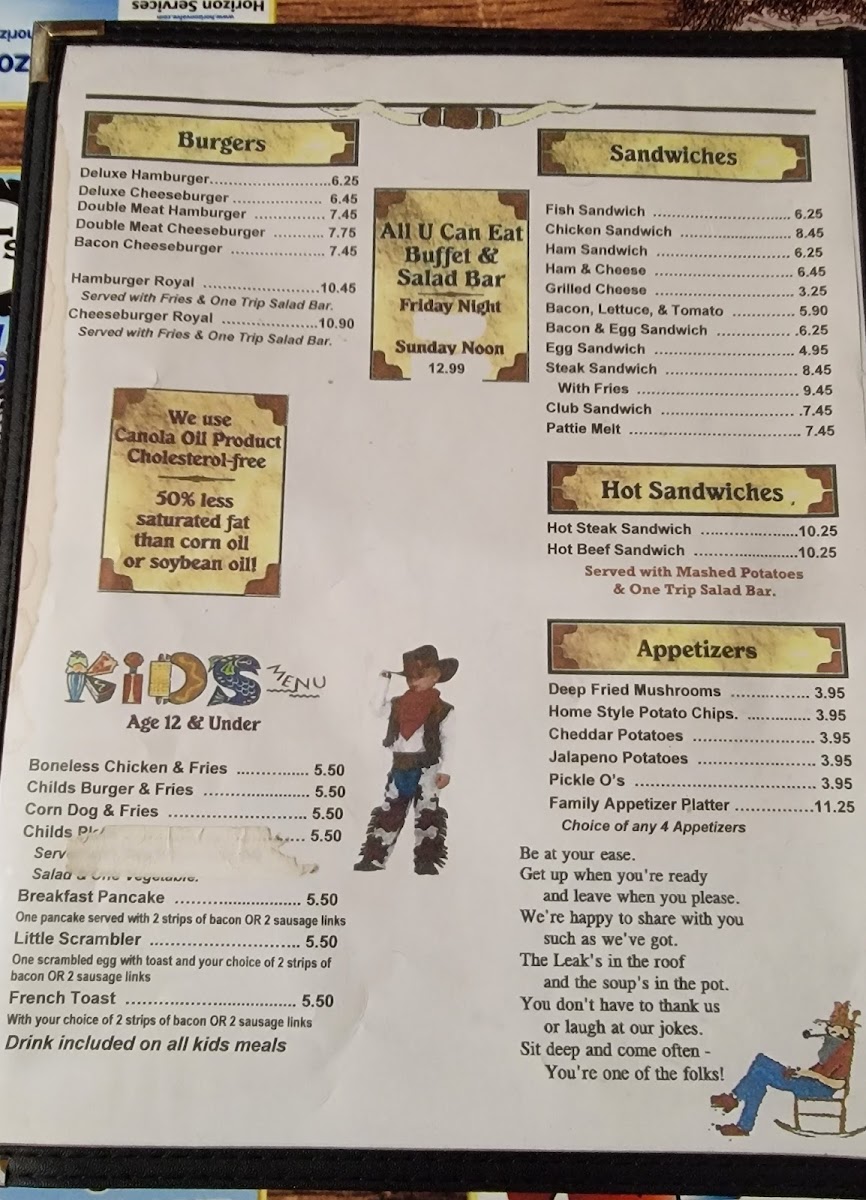 Horizon Services
www.horizonsales.com
Burgers
Deluxe Hamburger..............................6.25
Deluxe Cheeseburger ...................... 6.45
Double Meat Hamburger .................. 7.45
Double Meat Cheeseburger ................... 7.75
Bacon Cheeseburger ........................ 7.45
Hamburger Royal ..............................10.45
Served with Fries & One Trip Salad Bar.
Cheeseburger Royal ........................10.90
Served with Fries & One Trip Salad Bar.
All U Can Eat
Buffet &
Salad Bar
Friday Night
Sunday Noon
12.99
We use
Canola Oil Product
Cholesterol-free
50% less
saturated fat
than corn oil
or soybean oil!
KiDS
MENU
Age 12 & Under
Boneless Chicken & Fries .................. 5.50
Childs Burger & Fries .......................... 5.50
Corn Dog & Fries ................................... 5.50
Childs .... 5.50
Serv
Salad & One Vegetable.
Breakfast Pancake ............................. 5.50
One pancake served with 2 strips of bacon OR 2 sausage links
Little Scrambler ................................... 5.50
One scrambled egg with toast and your choice of 2 strips of
bacon OR 2 sausage links
French Toast ........................................ 5.50
With your choice of 2 strips of bacon OR 2 sausage links
Drink included on all kids meals
Sandwiches
Fish Sandwich .................................. 6.25
Chicken Sandwich ........................... 8.45
Ham Sandwich .................................. 6.25
Ham & Cheese .................................. 6.45
Grilled Cheese .................................. 3.25
Bacon, Lettuce, & Tomato ............... 5.90
Bacon & Egg Sandwich ...................6.25
Egg Sandwich .................................. 4.95
Steak Sandwich ................................ 8.45
With Fries ........................................ 9.45
Club Sandwich .................................7.45
Pattie Melt ......................................... 7.45
Hot Sandwiches
Hot Steak Sandwich .......................10.25
Hot Beef Sandwich .........................10.25
Served with Mashed Potatoes
& One Trip Salad Bar.
Appetizers
Deep Fried Mushrooms ................ 3.95
Home Style Potato Chips. ............. 3.95
Cheddar Potatoes .......................... 3.95
Jalapeno Potatoes ......................... 3.95
Pickle O's ........................................ 3.95
Family Appetizer Platter ...............11.25
Choice of any 4 Appetizers
Be at your ease.
Get up when you're ready
and leave when you please.
We're happy to share with you
such as we've got.
The Leak's in the roof
and the soup's in the pot.
You don't have to thank us
or laugh at our jokes.
Sit deep and come often -
You're one of the folks!